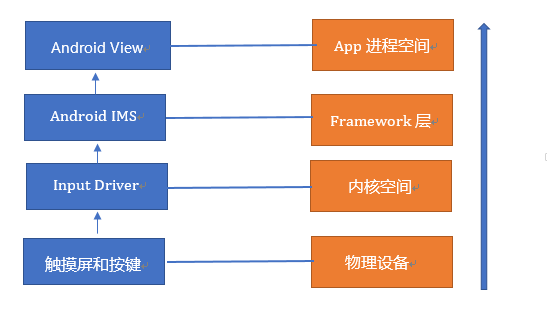 Android View
App 进程空间
Android IMS
Framework 层
Input Driver
内核空间
触摸屏和按键
物理设备